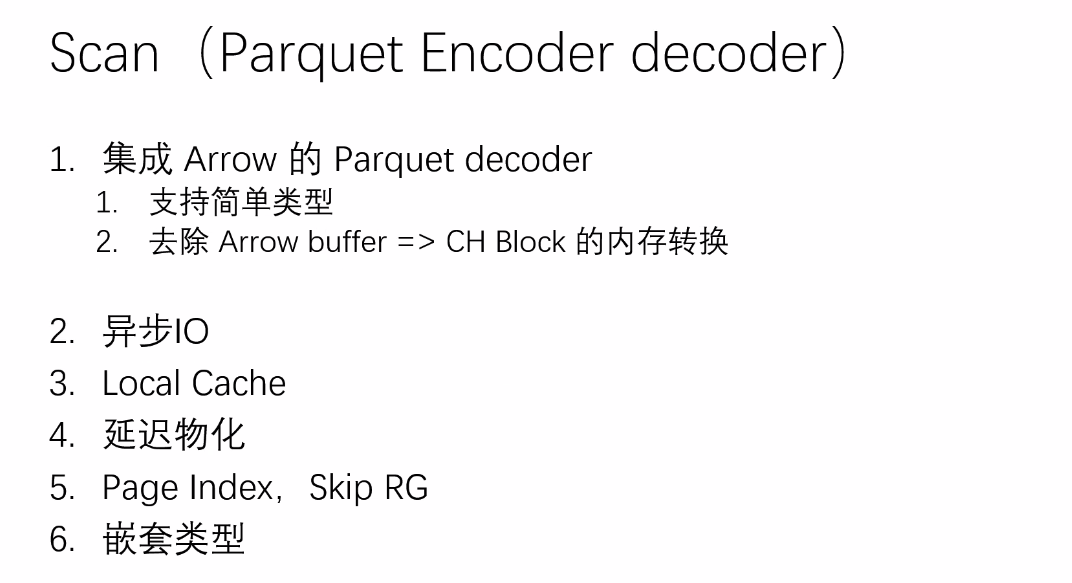 Scan（Parquet Encoder decoder）
1. 集成 Arrow 的 Parquet decoder
1. 支持简单类型
2. 去除 Arrow buffer => CH Block 的内存转换
2. 异步IO
3. Local Cache
4. 延迟物化
5. Page Index，Skip RG
6. 嵌套类型